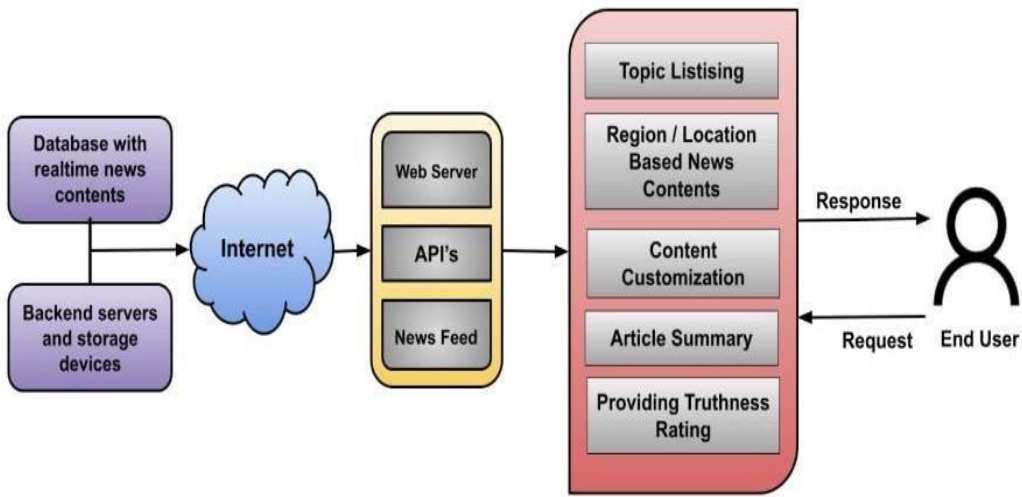 Database with
realtime news
contents
Backend servers
and storage
devices
Internet
Web Server
API's
News Feed
Topic Listising
Region / Location
Based News
Contents
Content
Customization
Article Summary
Providing Truthness
Rating
Response
Request
End User